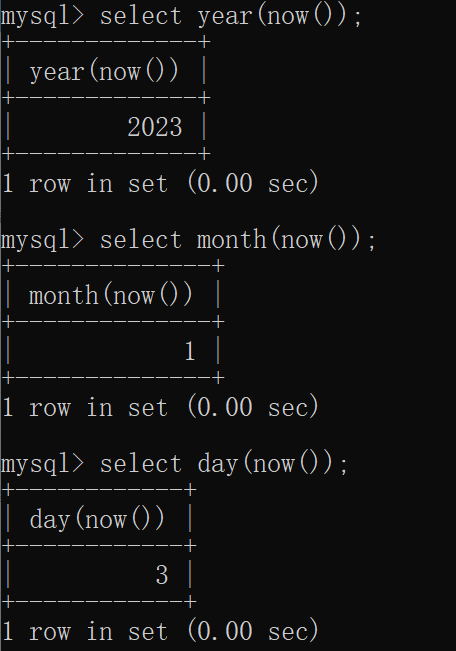 mysql> select year(now());
+-------------+
| year(now()) |
+-------------+
|        2023 |
+-------------+
1 row in set (0.00 sec)

mysql> select month(now());
+--------------+
| month(now()) |
+--------------+
|            1 |
+--------------+
1 row in set (0.00 sec)

mysql> select day(now());
+------------+
| day(now()) |
+------------+
|          3 |
+------------+
1 row in set (0.00 sec)